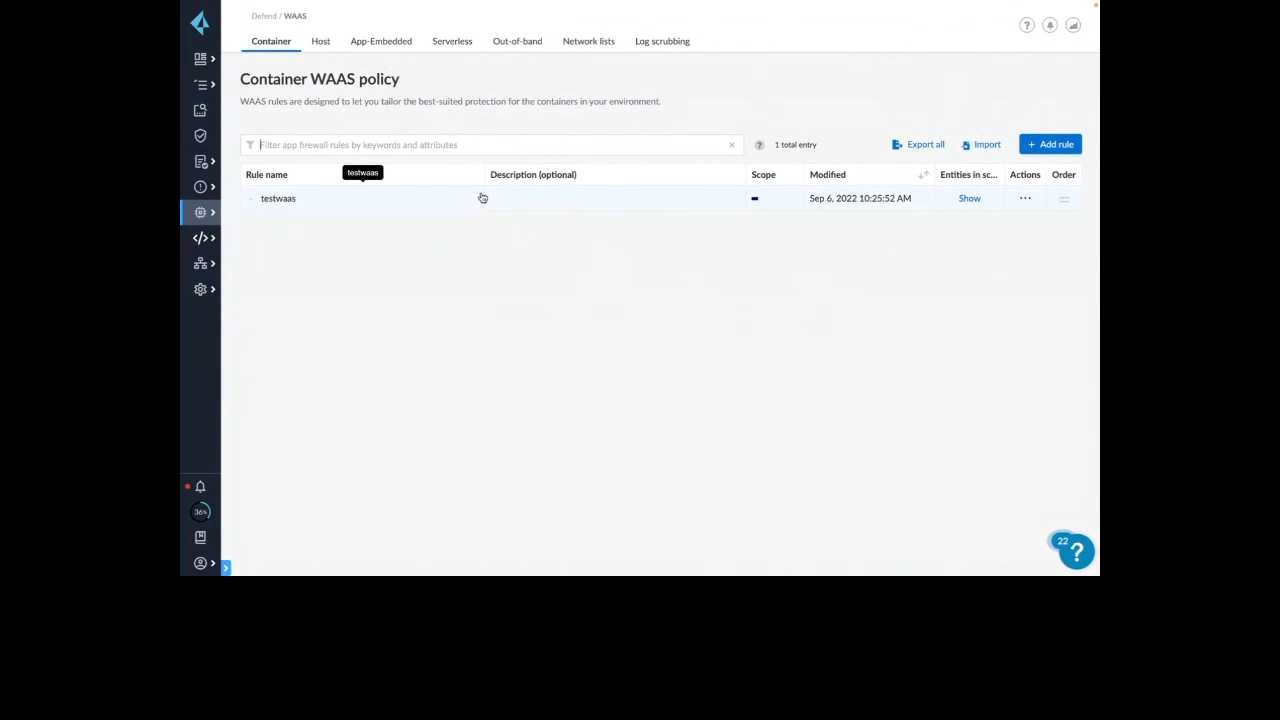 Defend / WAAS
Container Host App-Embedded Serverless Out-of-band Network lists Log scrubbing
Container WAAS policy
WAAS rules are designed to let you tailor the best-suited protection for the containers in your environment.
Filter app firewall rules by keywords and attributes
? 1 total entry Export all Import + Add rule
testwaas
Rule name Description (optional) Scope Modified Entities in sc... Actions Order
testwaas Sep 6, 2022 10:25:52 AM Show ...
36%
22
?